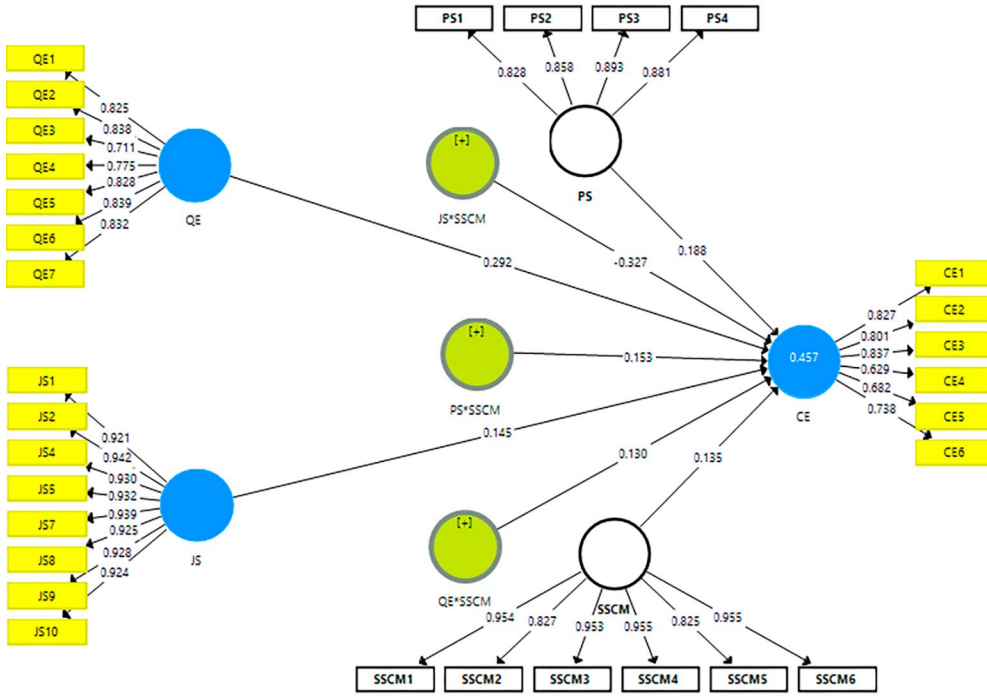 PS1 PS2 PS3 PS4
0.828 0.858 0.893 0.881
PS
QE1
QE2
QE3
QE4
QE5
QE6
QE7
0.825
0.838
0.711
0.775
0.828
0.839
0.832
QE
[+]
JS*SSCM
0.188
-0.327
0.292
[+]
PS*SSCM
0.153
0.145
0.130
0.135
0.457
CE
0.827
0.801
0.837
0.629
0.682
0.738
CE1
CE2
CE3
CE4
CE5
CE6
JS1
JS2
JS4
JS5
JS7
JS8
JS9
JS10
0.921
0.942
0.930
0.932
0.939
0.925
0.928
0.924
JS
[+]
QE*SSCM
SSCM
0.954 0.827 0.953 0.955 0.825 0.955
SSCM1 SSCM2 SSCM3 SSCM4 SSCM5 SSCM6